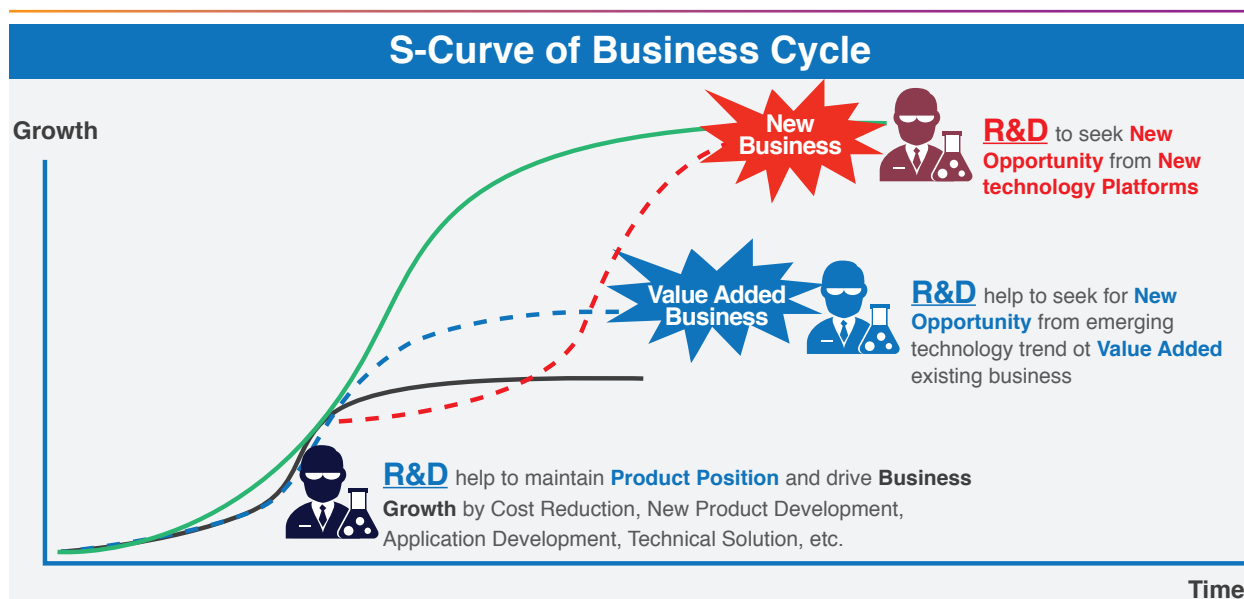 S-Curve of Business Cycle
Growth
New
Business
R&D to seek New
Opportunity from New
technology Platforms
Value Added
Business
R&D help to seek for New
Opportunity from emerging
technology trend ot Value Added
existing business
R&D help to maintain Product Position and drive Business
Growth by Cost Reduction, New Product Development,
Application Development, Technical Solution, etc.
Time